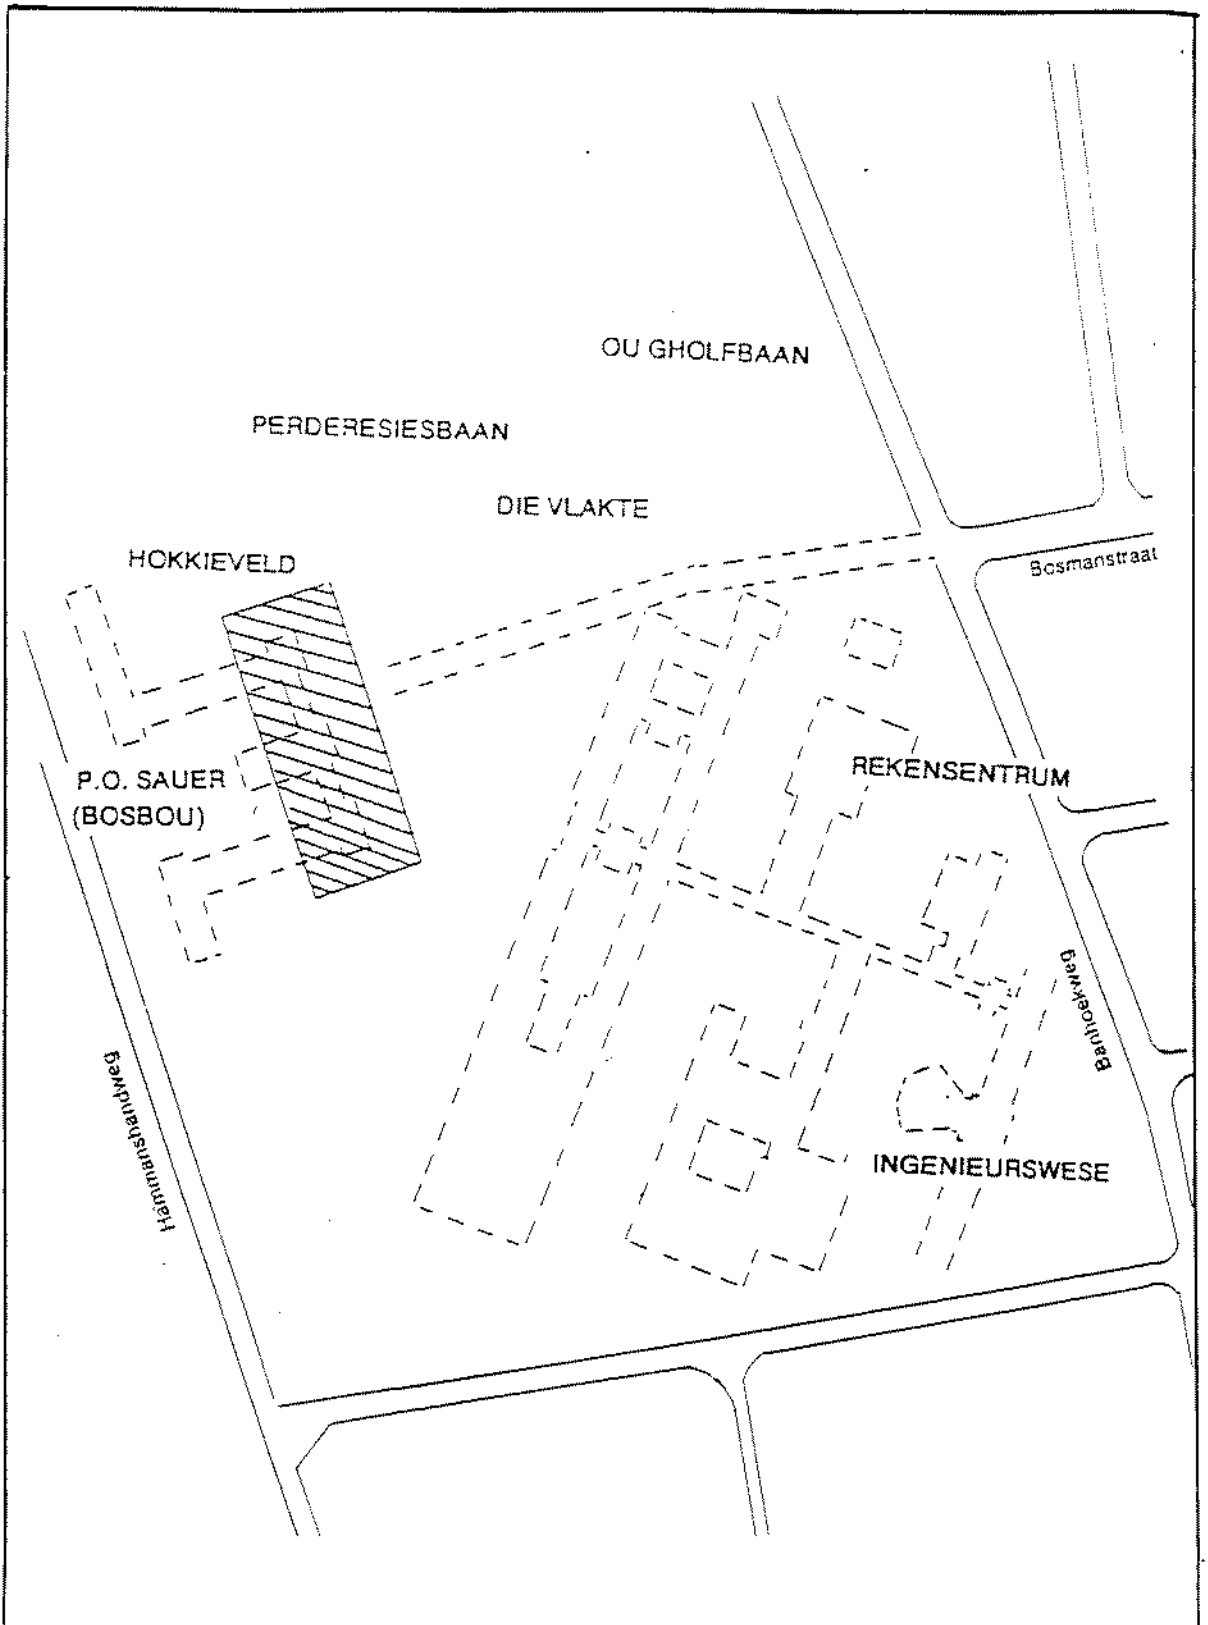 OU GHOLFBAAN
PERDERESIESBAAN
DIE VLAKTE
HOKKIEVELD
Bosmanstraat
P.O. SAUER
(BOSBOU)
REKENSENTRUM
Banhoekweg
Hammanshandweg
INGENIEURSWESE